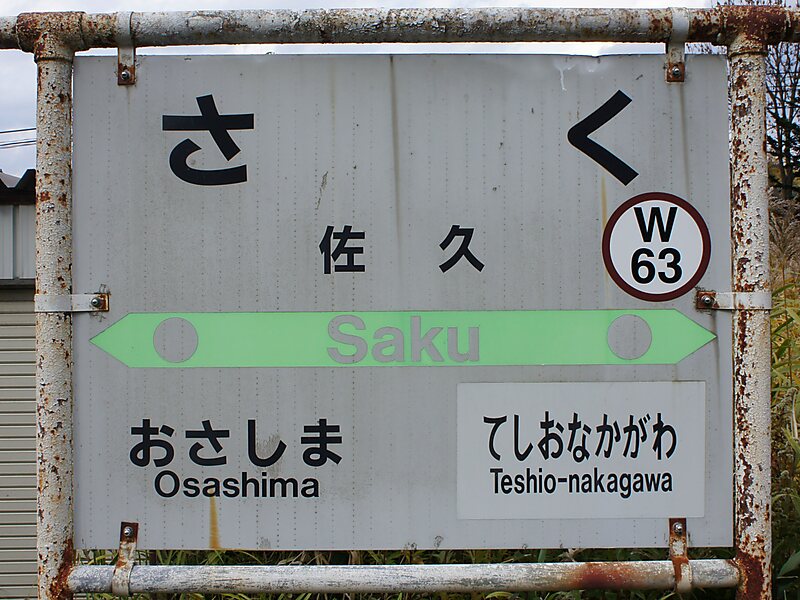 さく
佐久
W
63
Saku
おさしま
Osashima
てしおなかがわ
Teshio-nakagawa